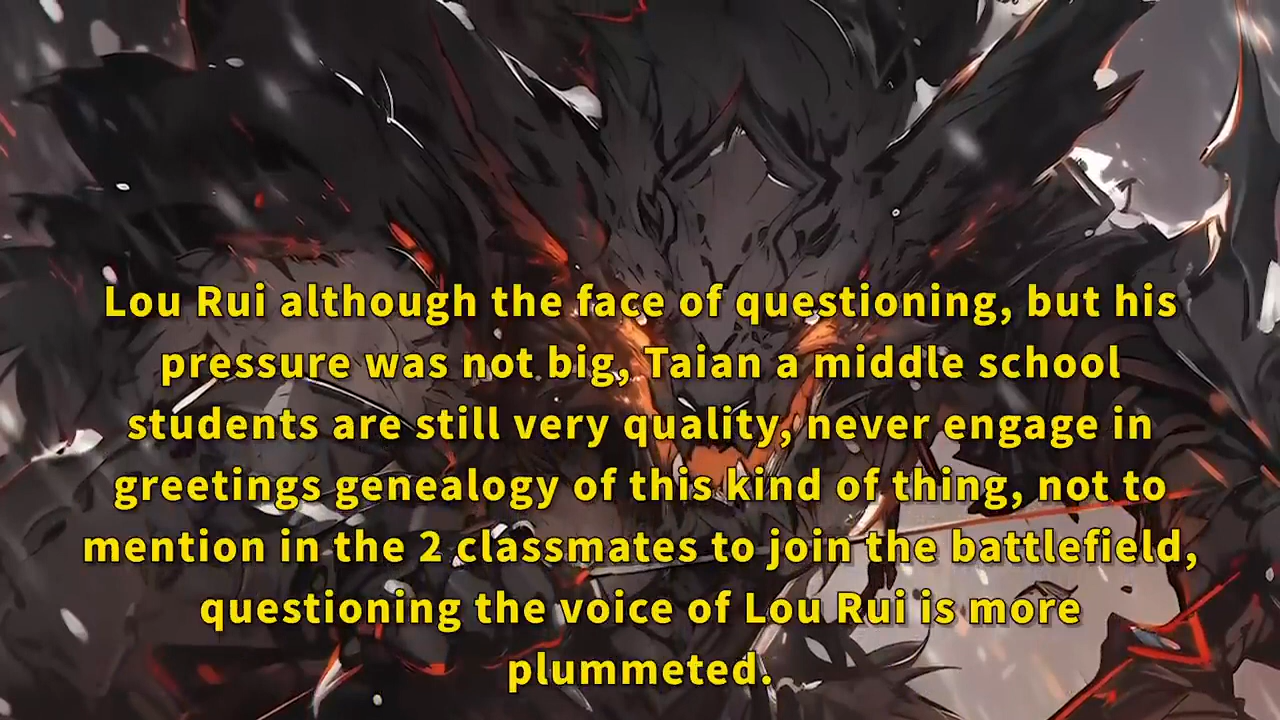 Lou Rui although the face of questioning, but his
pressure was not big, Taian a middle school
students are still very quality, never engage in
greetings genealogy of this kind of thing, not to
mention in the 2 classmates to join the battlefield,
questioning the voice of Lou Rui is more
plummeted.